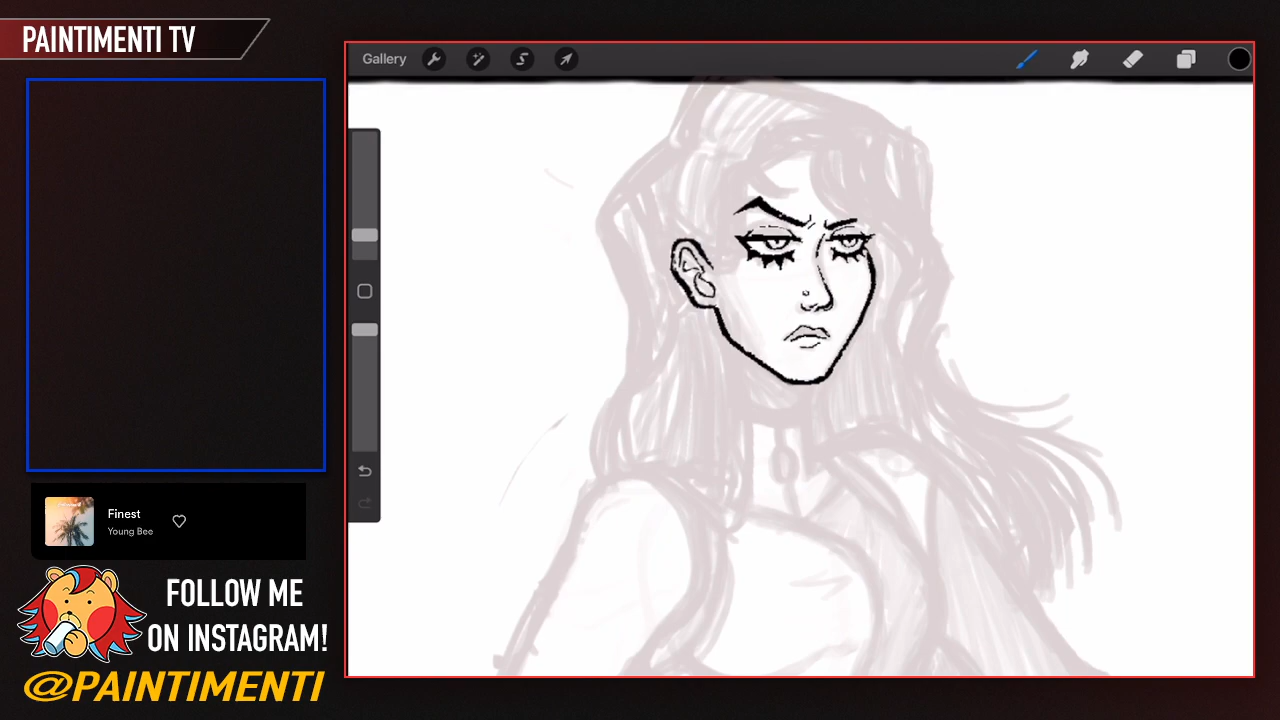 PAINTIMENTI TV
Gallery
Finest
Young Bee
FOLLOW ME
ON INSTAGRAM!
@PAINTIMENTI